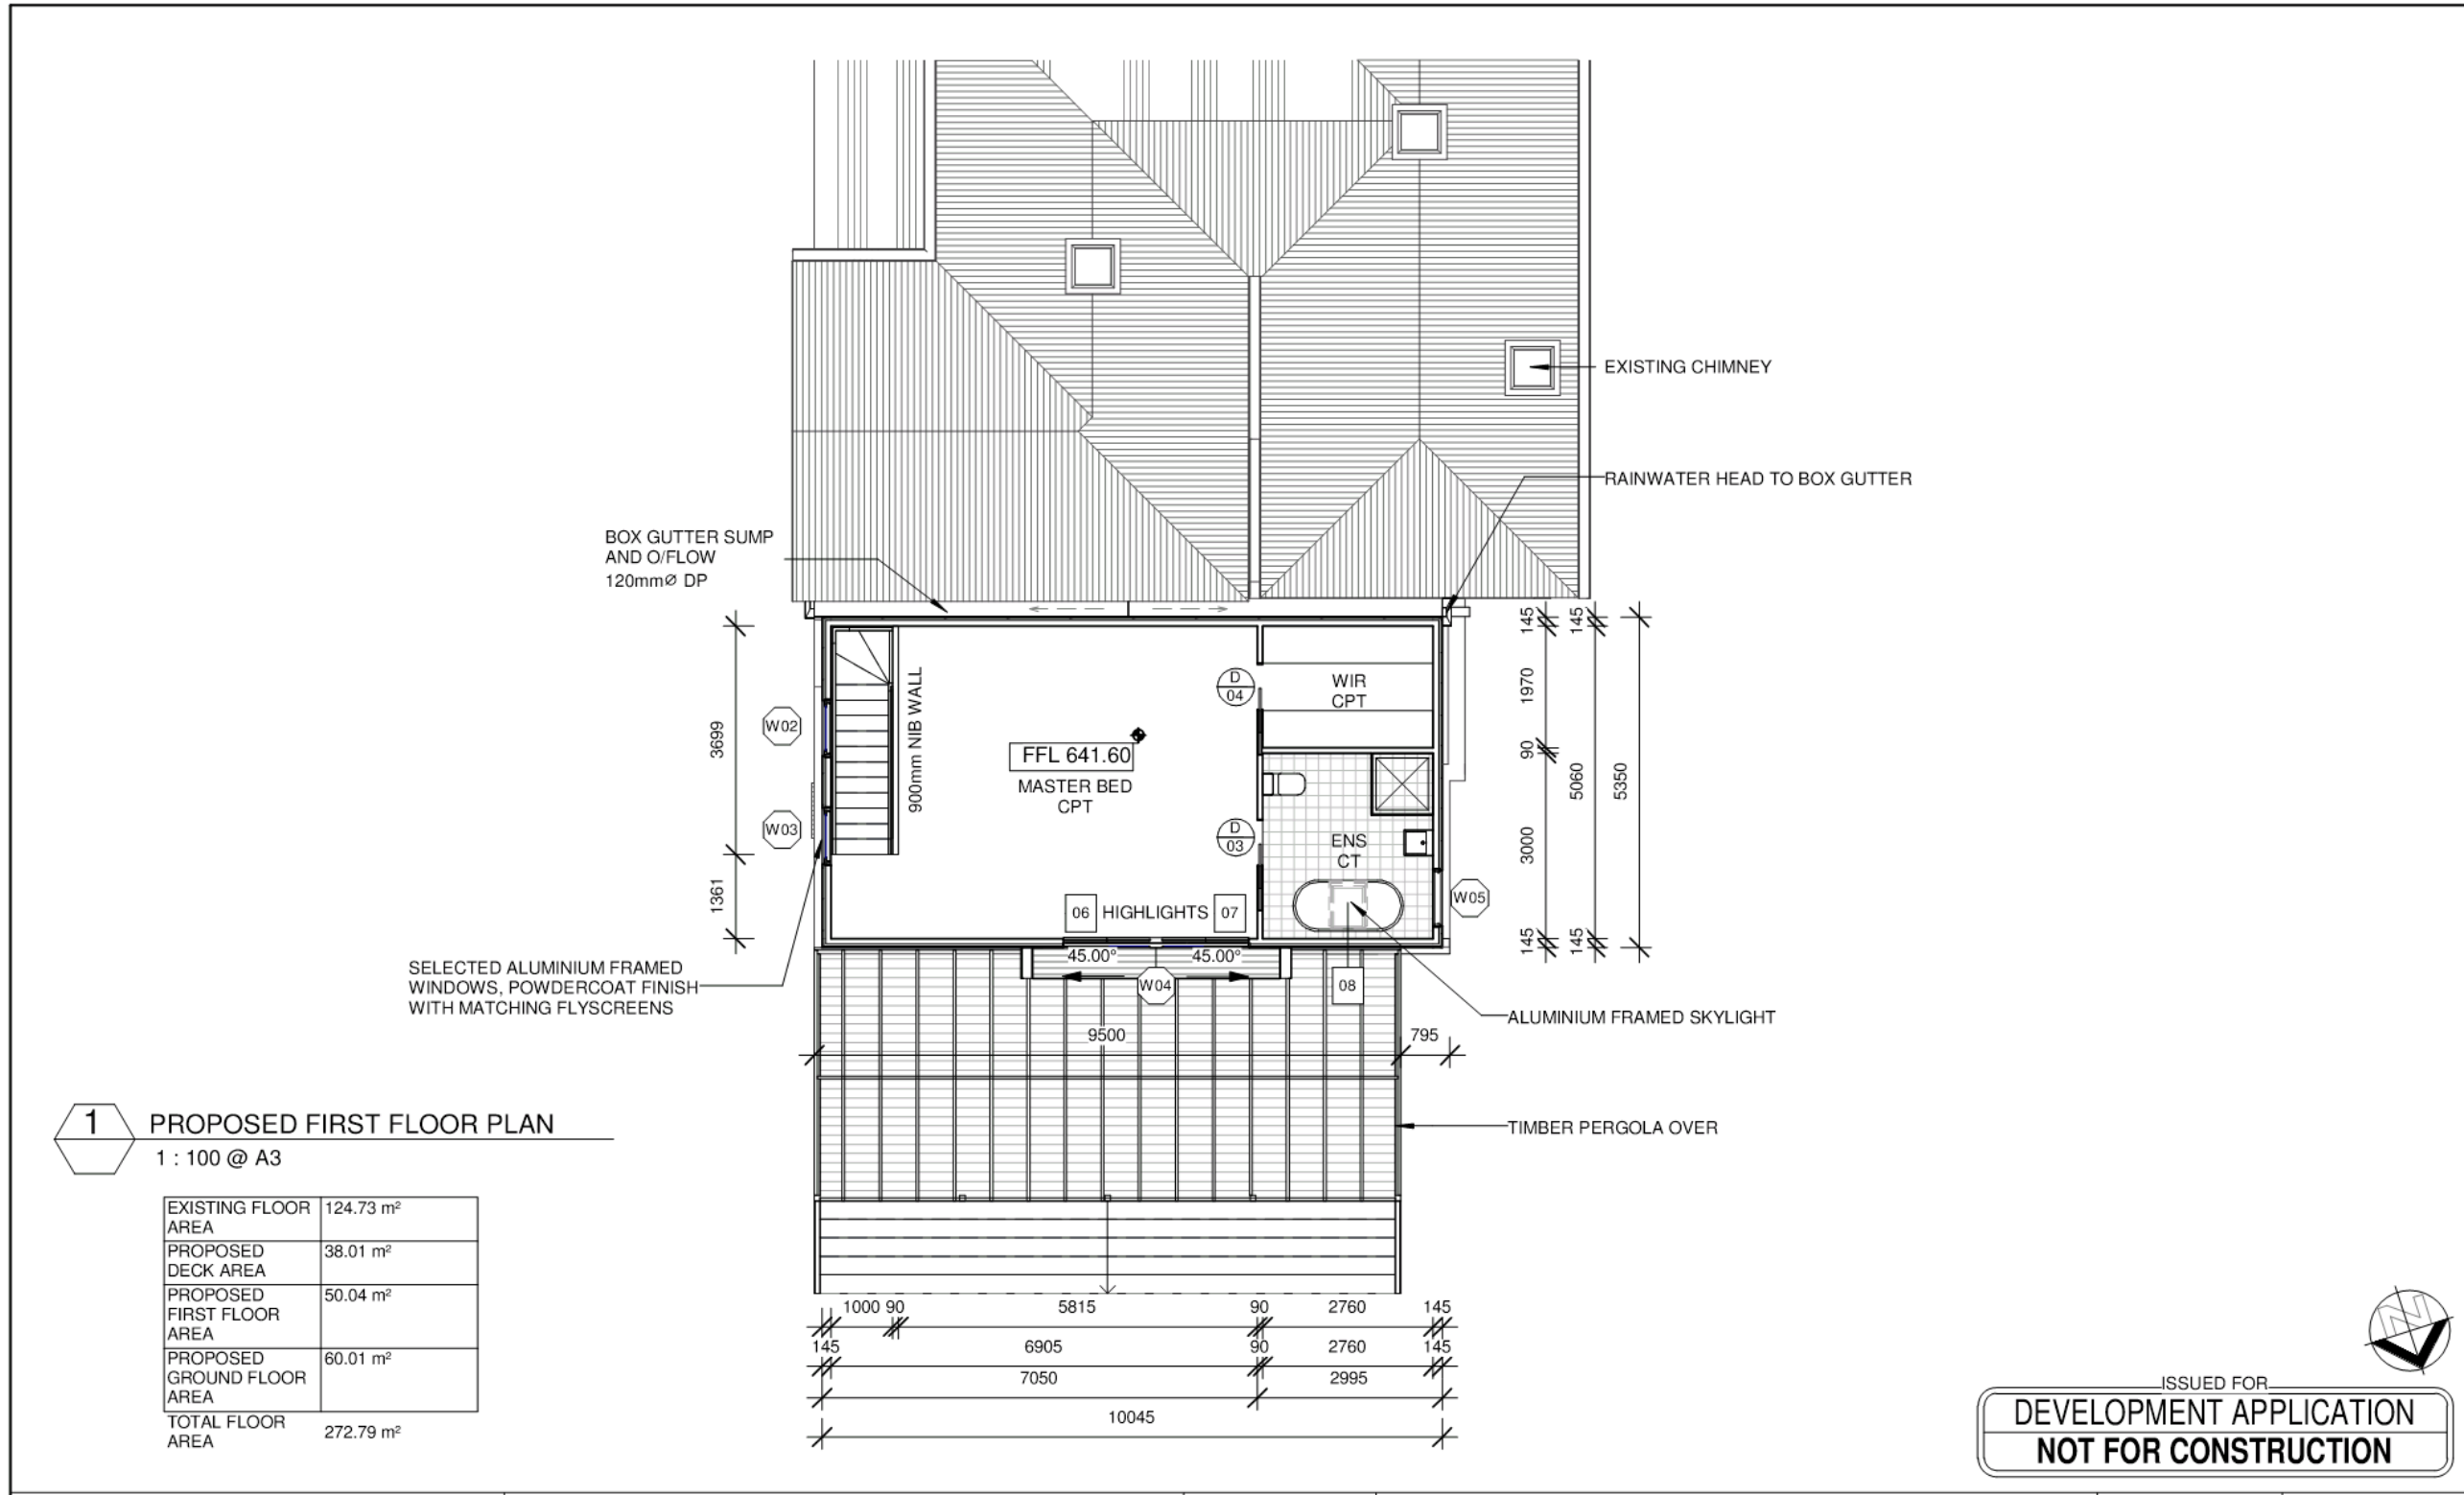 EXISTING CHIMNEY
RAINWATER HEAD TO BOX GUTTER
BOX GUTTER SUMP
AND O/FLOW
120mmØ DP
145
145
1970
90
5060
5350
3000
145
145
3699
1361
W02
W03
900mm NIB WALL
D
04
WIR
CPT
FFL 641.60
MASTER BED
CPT
D
03
ENS
CT
06 HIGHLIGHTS 07
W05
45.00°
45.00°
W04
08
SELECTED ALUMINIUM FRAMED
WINDOWS, POWDERCOAT FINISH
WITH MATCHING FLYSCREENS
ALUMINIUM FRAMED SKYLIGHT
9500
795
TIMBER PERGOLA OVER
1 PROPOSED FIRST FLOOR PLAN
1 : 100 @ A3
EXISTING FLOOR
AREA
124.73 m²
PROPOSED
DECK AREA
38.01 m²
PROPOSED
FIRST FLOOR
AREA
50.04 m²
PROPOSED
GROUND FLOOR
AREA
60.01 m²
TOTAL FLOOR
AREA
272.79 m²
1000 90 5815 90 2760 145
145 6905 90 2760 145
7050 2995
10045
N
ISSUED FOR
DEVELOPMENT APPLICATION
NOT FOR CONSTRUCTION